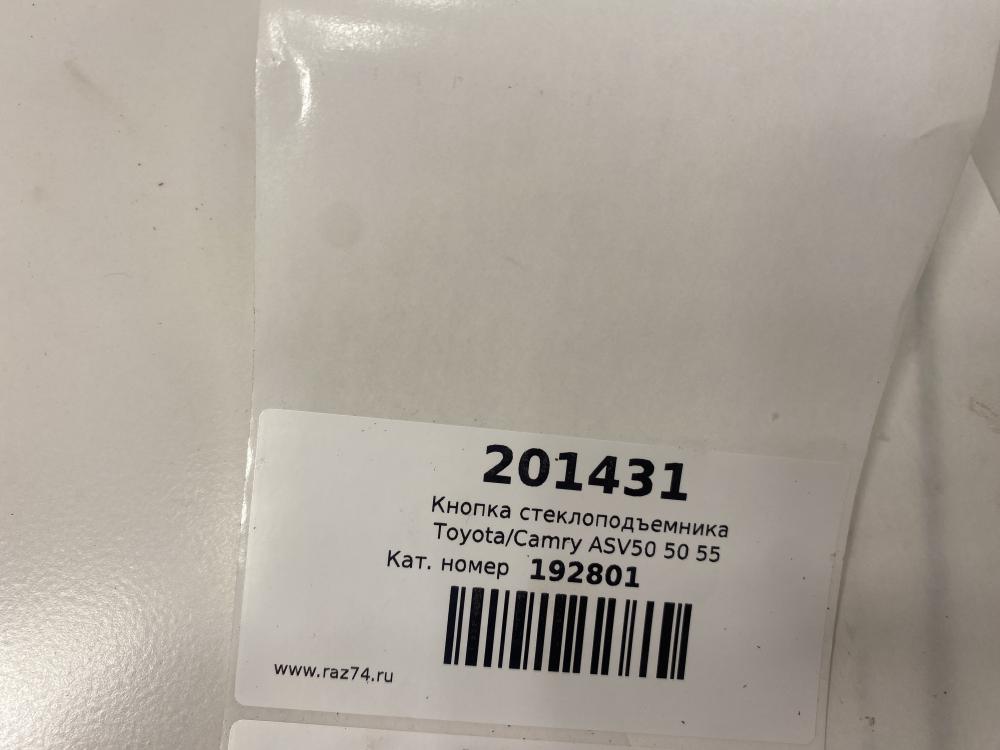 201431
Кнопка стеклоподъемника
Toyota/Camry ASV50 50 55
Кат. номер 192801
www.raz74.ru